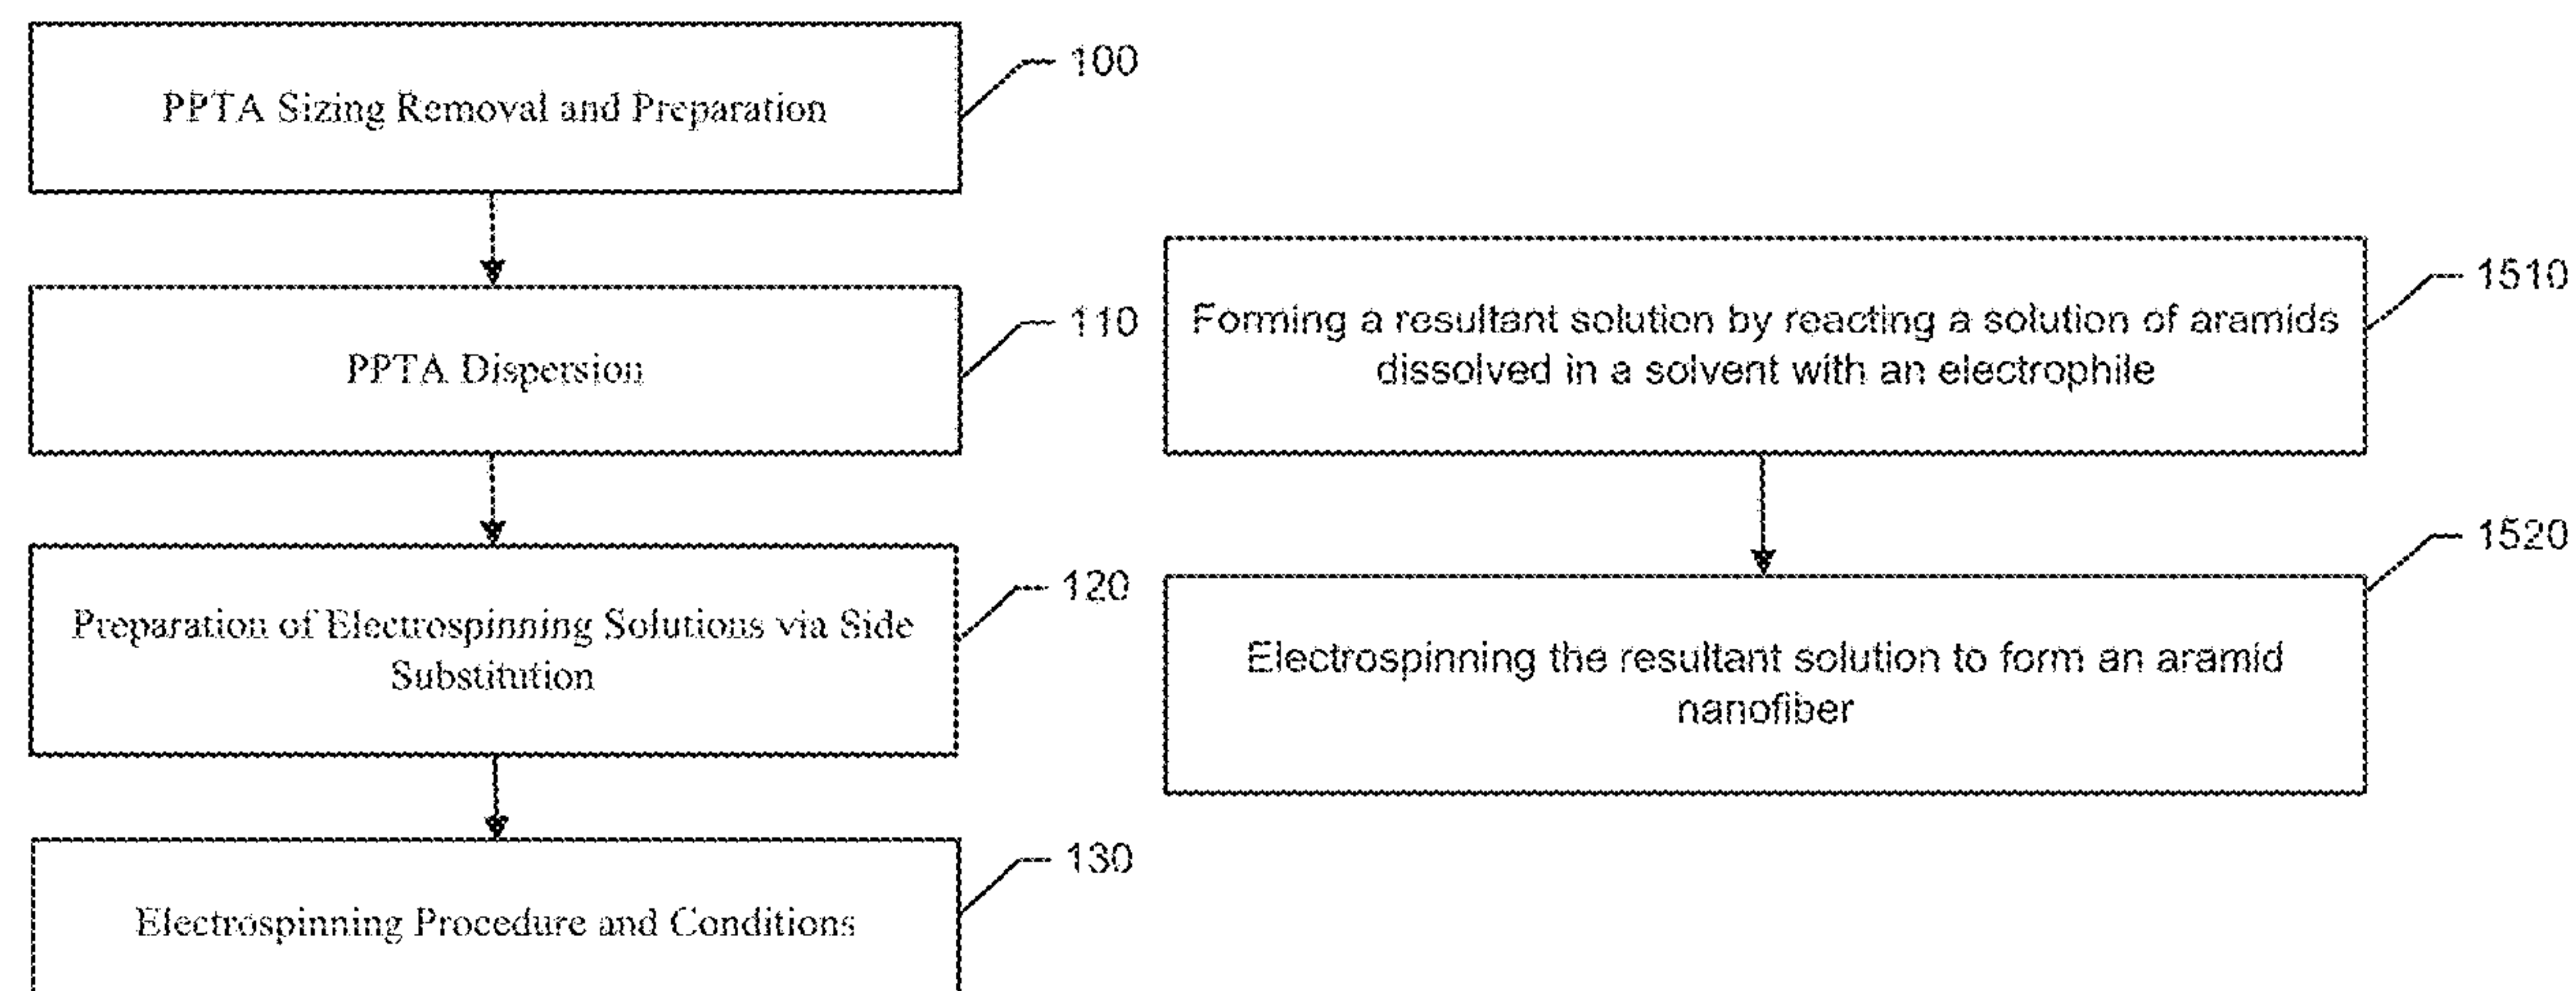 PPTA Sizing Removal and Preparation
100
PPTA Dispersion
110
Preparation of Electrospinning Solutions via Side
Substitution
120
Electrospinning Procedure and Conditions
130
Forming a resultant solution by reacting a solution of aramids
dissolved in a solvent with an electrophile
1510
Electrospinning the resultant solution to form an aramid
nanofiber
1520